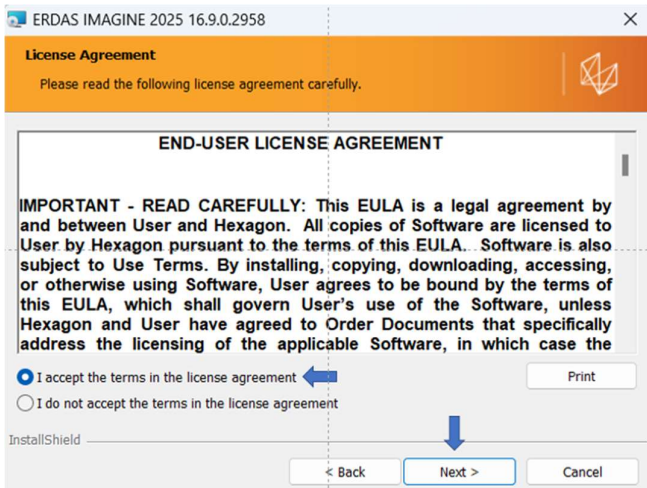 ERDAS IMAGINE 2025 16.9.0.2958
License Agreement
Please read the following license agreement carefully.
END-USER LICENSE AGREEMENT
IMPORTANT - READ CAREFULLY: This EULA is a legal agreement by
and between User and Hexagon. All copies of Software are licensed to
User by Hexagon pursuant to the terms of this EULA. Software is also
subject to Use Terms. By installing, copying, downloading, accessing,
or otherwise using Software, User agrees to be bound by the terms of
this EULA, which shall govern User's use of the Software, unless
Hexagon and User have agreed to Order Documents that specifically
address the licensing of the applicable Software, in which case the
I accept the terms in the license agreement
Print
I do not accept the terms in the license agreement
InstallShield
< Back Next > Cancel